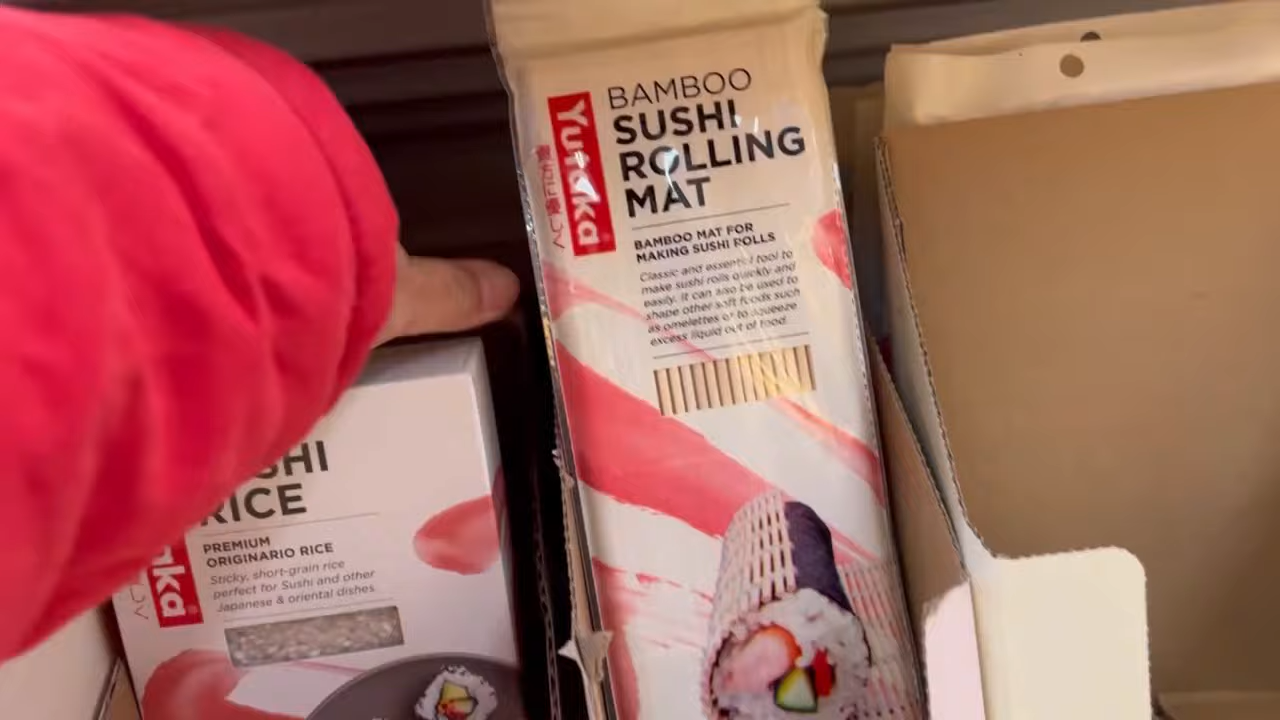 BAMBOO
SUSHI
ROLLING
MAT
Yutaka
BAMBOO MAT FOR
MAKING SUSHI ROLLS
Classic and essential tool to
make sushi rolls quickly and
easily. It can also be used to
shape other soft foods such
as omelettes or to squeeze
excess liquid out of food.
SHI
RICE
PREMIUM
ORIGINARIO RICE
Sticky, short-grain rice
perfect for Sushi and other
Japanese & oriental dishes
aka